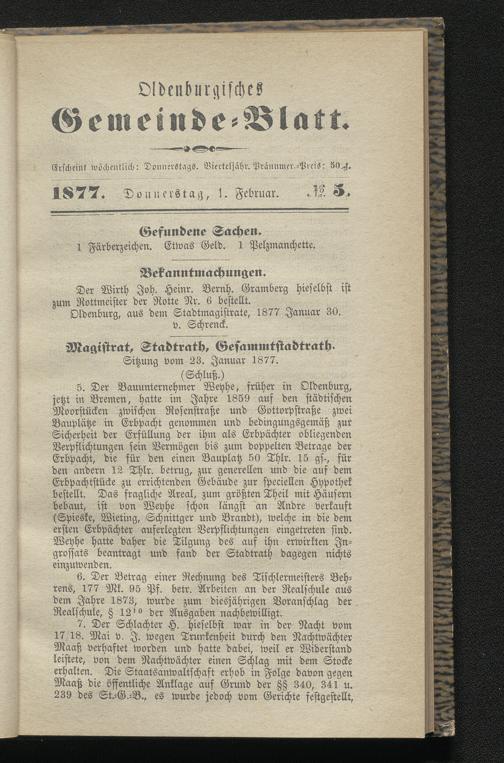 Oldenburgisches
Gemeinde-Blatt.
Erscheint wöchentlich: Donnerstags. Vierteljähr. Pränumer.-Preis: 50 ₰.
1877. Donnerstag, 1. Februar. № 5.
Gefundene Sachen.
1 Färberzeichen. Etwas Geld. 1 Pelzmanchette.
Bekanntmachungen.
Der Wirth Joh. Heinr. Bernh. Gramberg hieselbst ist
zum Rottmeister der Rotte Nr. 6 bestellt.
Oldenburg, aus dem Stadtmagistrate, 1877 Januar 30.
v. Schrenck.
Magistrat, Stadtrath, Gesammtstadtrath.
Sitzung vom 23. Januar 1877.
(Schluß.)
5. Der Bauunternehmer Weyhe, früher in Oldenburg,
jetzt in Bremen, hatte im Jahre 1859 auf den städtischen
Moorstücken zwischen Rosenstraße und Gottorpstraße zwei
Bauplätze in Erbpacht genommen und bedingungsgemäß zur
Sicherheit der Erfüllung der ihm als Erbpächter obliegenden
Verpflichtungen sein Vermögen bis zum doppelten Betrage der
Erbpacht, die für den einen Bauplatz 50 Thlr. 15 gs., für
den andern 12 Thlr. betrug, zur generellen und die auf dem
Erbpachtstücke zu errichtenden Gebäude zur speciellen Hypothek
bestellt. Das fragliche Areal, zum größten Theil mit Häusern
bebaut, ist von Weyhe schon längst an Andre verkauft
(Spieske, Wieting, Schnittger und Brandt), welche in die dem
ersten Erbpächter auferlegten Verpflichtungen eingetreten sind.
Weyhe hatte daher die Tilgung des auf ihn erwirkten In-
grossats beantragt und fand der Stadtrath dagegen nichts
einzuwenden.
6. Der Betrag einer Rechnung des Tischlermeisters Beh-
rens, 177 Mk. 95 Pf. betr. Arbeiten an der Realschule aus
dem Jahre 1873, wurde zum diesjährigen Voranschlag der
Realschule, § 12¹⁰ der Ausgaben nachbewilligt.
7. Der Schlachter H. hieselbst war in der Nacht vom
17/18. Mai v. J. wegen Trunkenheit durch den Nachtwächter
Maaß verhaftet worden und hatte dabei, weil er Widerstand
leistete, von dem Nachtwächter einen Schlag mit dem Stocke
erhalten. Die Staatsanwaltschaft erhob in Folge davon gegen
Maaß die öffentliche Anklage auf Grund der §§ 340, 341 u.
239 des St.-G.-B., es wurde jedoch vom Gerichte festgestellt,